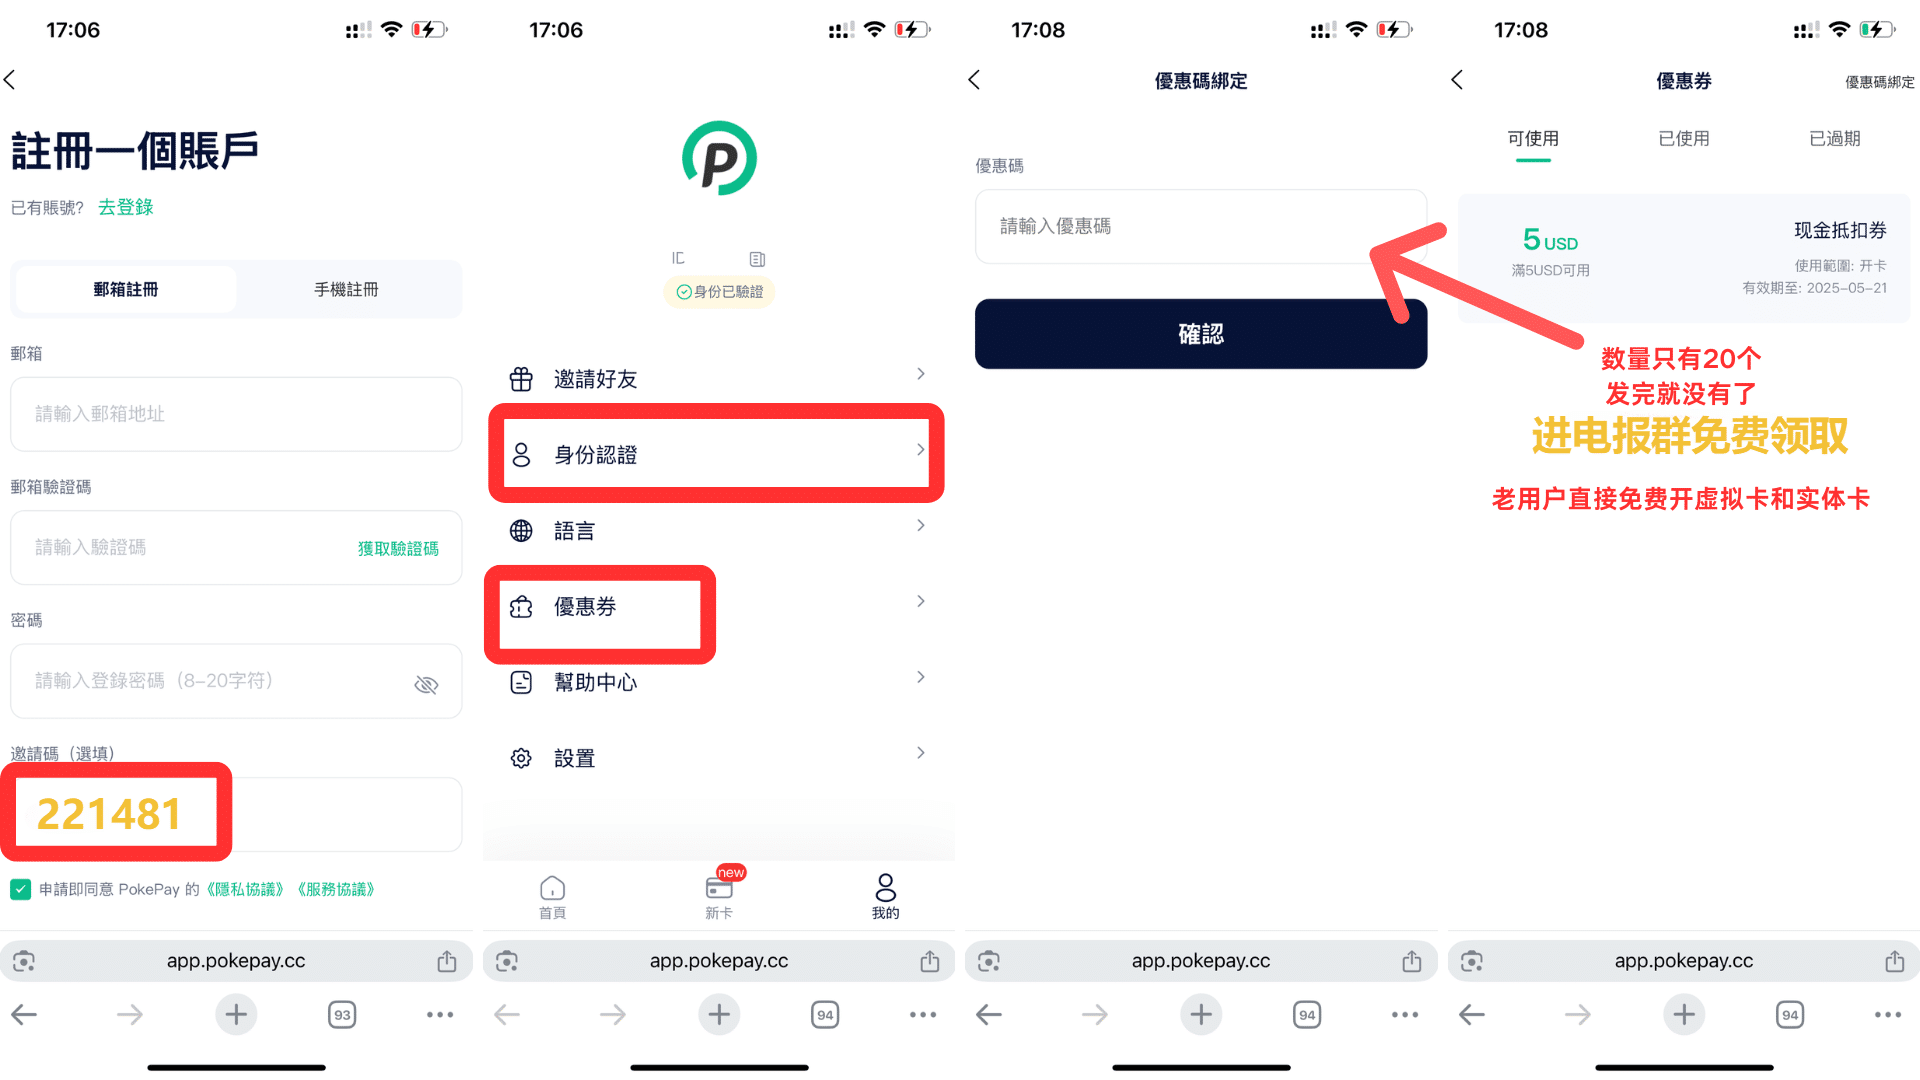 17:06
註冊一個賬戶
已有賬號? 去登錄
郵箱註冊
手機註冊
郵箱
請輸入郵箱地址
郵箱驗證碼
請輸入驗證碼
獲取驗證碼
密碼
請輸入登錄密碼（8-20字符）
邀請碼（選填）
221481
申請即同意 PokePay 的《隱私協議》《服務協議》
app.pokepay.cc
93
17:06
P
身份已驗證
邀請好友
身份認證
語言
優惠券
幫助中心
設置
new
首頁
新卡
我的
app.pokepay.cc
94
17:08
優惠碼綁定
優惠碼
請輸入優惠碼
確認
app.pokepay.cc
94
17:08
優惠券
優惠碼綁定
可使用
已使用
已過期
5 USD
滿5USD可用
现金抵扣券
使用範圍: 开卡
有效期至: 2025-05-21
数量只有20个
发完就没有了
进电报群免费领取
老用户直接免费开虚拟卡和实体卡
app.pokepay.cc
94